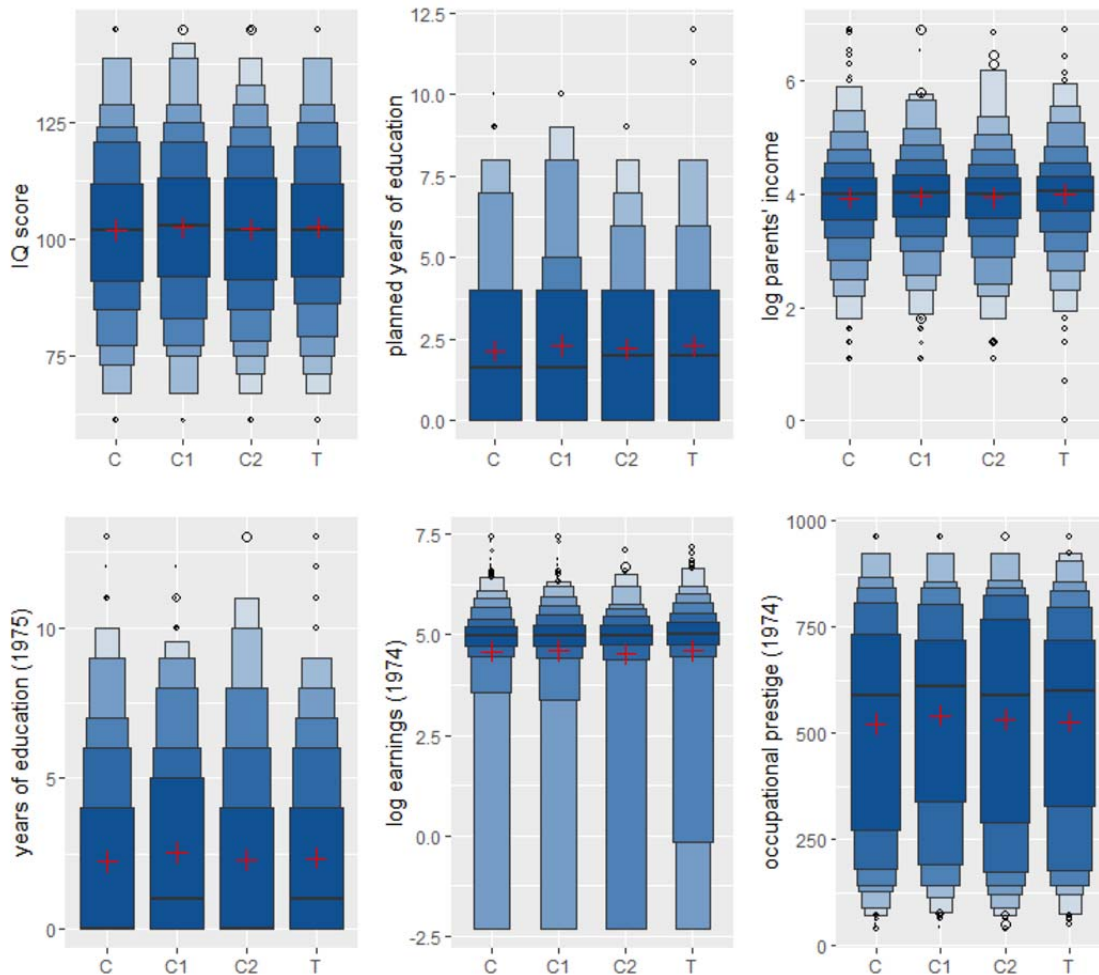 IQ score
125
100
75
C C1 C2 T
planned years of education
12.5
10.0
7.5
5.0
2.5
0.0
C C1 C2 T
log parents' income
6
4
2
0
C C1 C2 T
years of education (1975)
10
5
0
C C1 C2 T
log earnings (1974)
7.5
5.0
2.5
0.0
-2.5
C C1 C2 T
occupational prestige (1974)
1000
750
500
250
0
C C1 C2 T